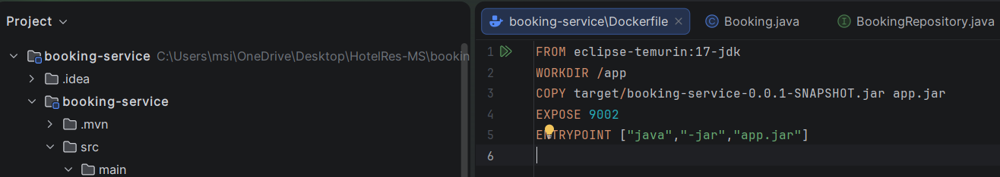 Project
booking-service C:\Users\msi\OneDrive\Desktop\HotelRes-MS\bookin
.idea
booking-service
.mvn
src
main
booking-service\Dockerfile
Booking.java
BookingRepository.java
1 FROM eclipse-temurin:17-jdk
2 WORKDIR /app
3 COPY target/booking-service-0.0.1-SNAPSHOT.jar app.jar
4 EXPOSE 9002
5 ENTRYPOINT ["java","-jar","app.jar"]
6